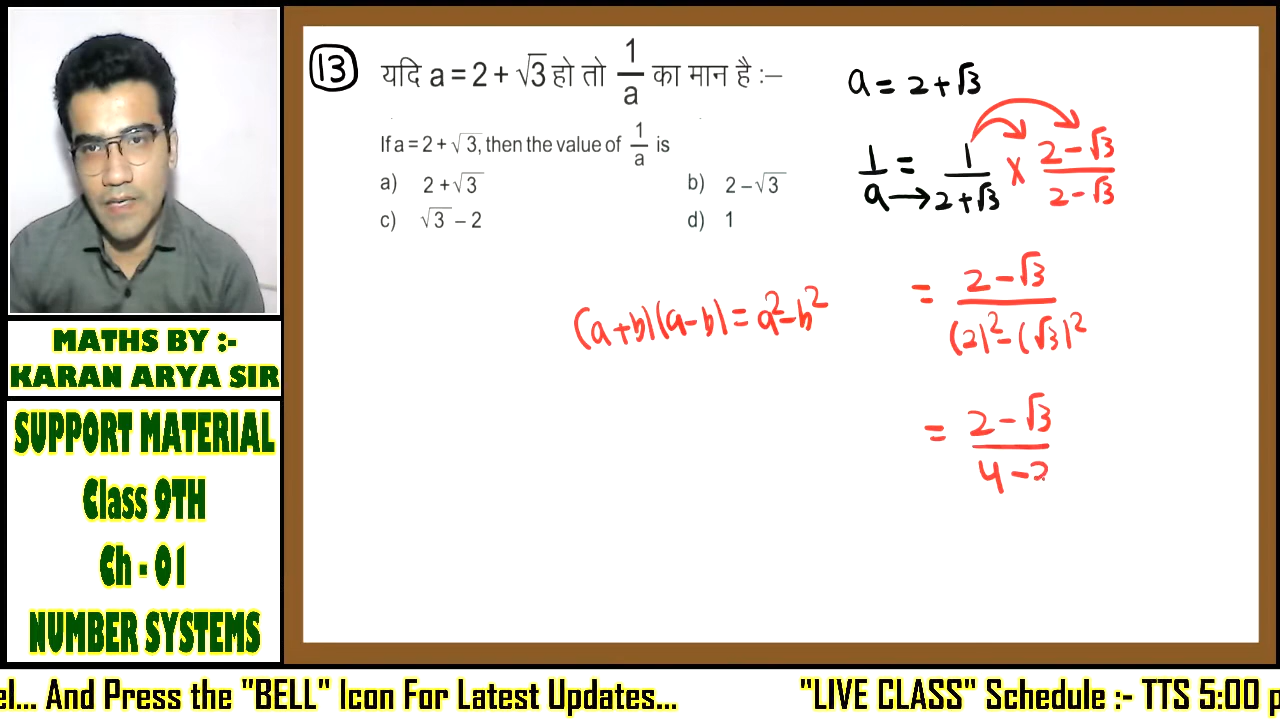 13 यदि a = 2 + √3 हो तो 1/a का मान है :–
If a = 2 + √3, then the value of 1/a is
a) 2 + √3 b) 2 – √3
c) √3 – 2 d) 1
a = 2 + √3
1/a = → 1/(2 + √3) × (2 - √3)/(2 - √3)
(a + b)(a - b) = a² - b²
= (2 - √3)/((2)² - (√3)²)
= (2 - √3)/(4 - 3
MATHS BY :-
KARAN ARYA SIR
SUPPORT MATERIAL
Class 9TH
Ch - 01
NUMBER SYSTEMS
el... And Press the "BELL" Icon For Latest Updates... "LIVE CLASS" Schedule :- TTS 5:00 p